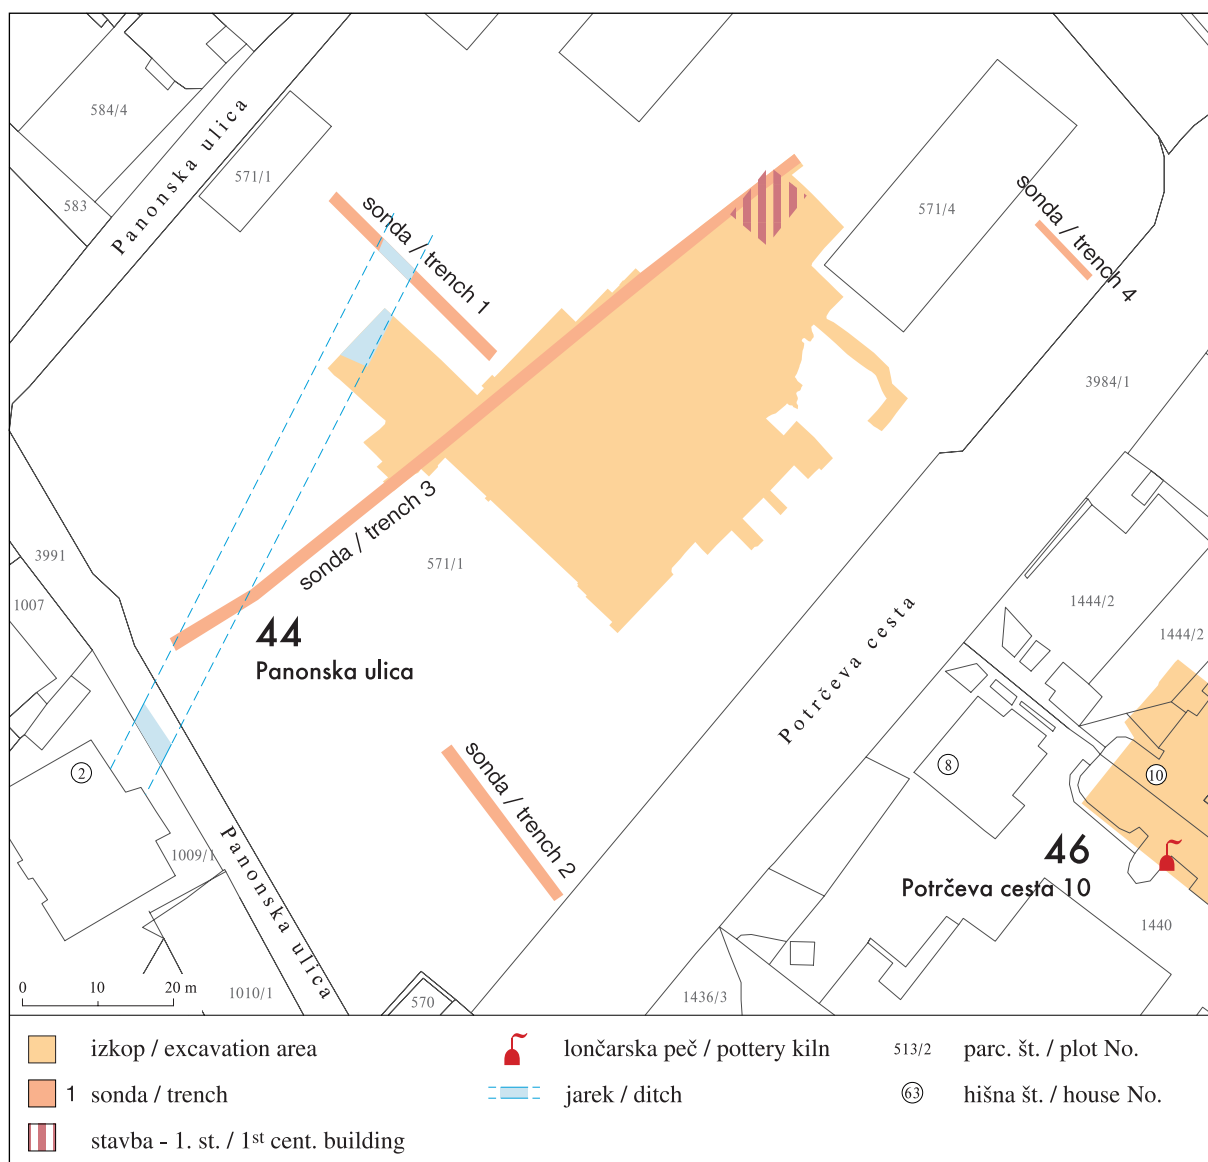 584/4
Panonska ulica
571/1
583
sonda / trench 1
571/4
sonda / trench 4
3984/1
3991
1007
sonda / trench 3
571/1
44
Panonska ulica
1444/2
1444/2
Potrčeva cesta
2
8
10
sonda / trench 2
1009/1
Panonska ulica
46
Potrčeva cesta 10
1440
0 10 20 m
1010/1
570
1436/3
izkop / excavation area
1 sonda / trench
stavba - 1. st. / 1st cent. building
lončarska peč / pottery kiln
jarek / ditch
513/2 parc. št. / plot No.
63 hišna št. / house No.